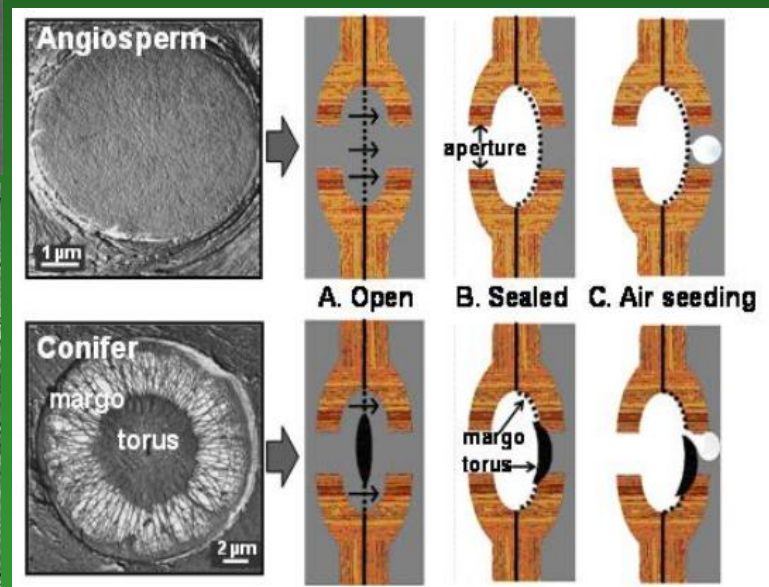 Angiosperm
1 µm
aperture
A. Open
B. Sealed
C. Air seeding
Conifer
margo
torus
2 µm
margo
torus